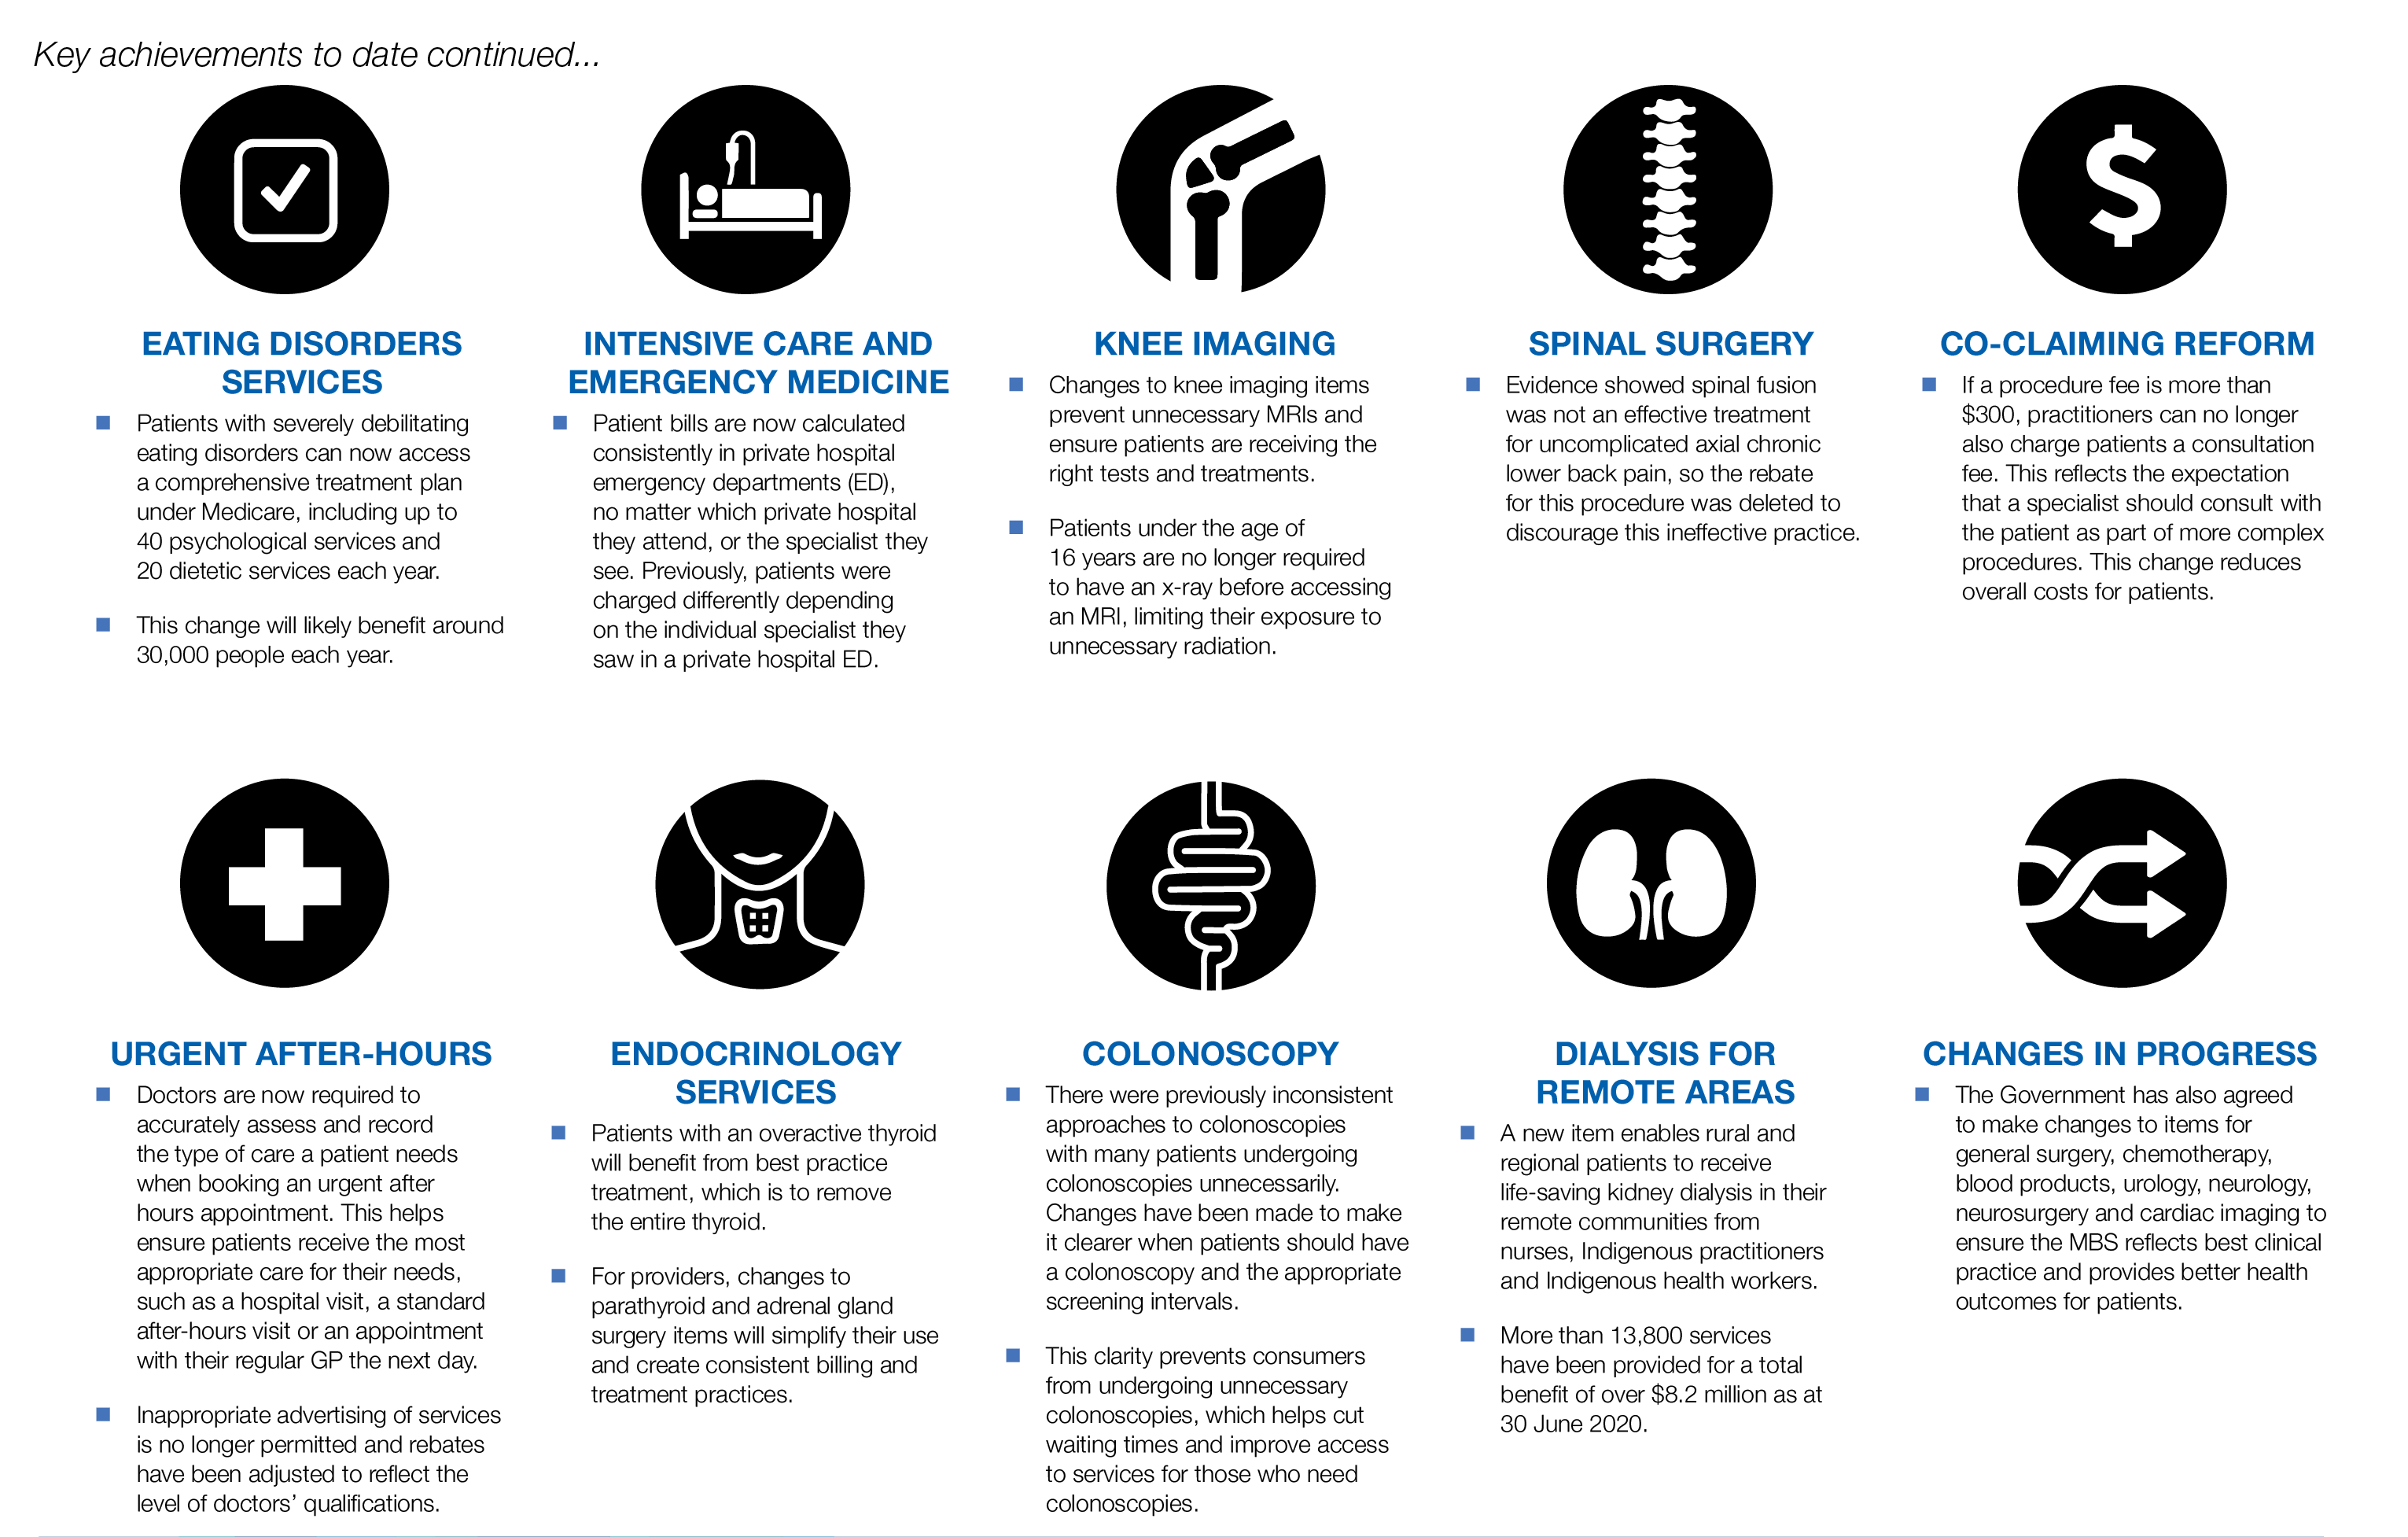 Key achievements to date continued...
EATING DISORDERS
SERVICES
Patients with severely debilitating
eating disorders can now access
a comprehensive treatment plan
under Medicare, including up to
40 psychological services and
20 dietetic services each year.
This change will likely benefit around
30,000 people each year.
INTENSIVE CARE AND
EMERGENCY MEDICINE
Patient bills are now calculated
consistently in private hospital
emergency departments (ED),
no matter which private hospital
they attend, or the specialist they
see. Previously, patients were
charged differently depending
on the individual specialist they
saw in a private hospital ED.
KNEE IMAGING
Changes to knee imaging items
prevent unnecessary MRIs and
ensure patients are receiving the
right tests and treatments.
Patients under the age of
16 years are no longer required
to have an x-ray before accessing
an MRI, limiting their exposure to
unnecessary radiation.
SPINAL SURGERY
Evidence showed spinal fusion
was not an effective treatment
for uncomplicated axial chronic
lower back pain, so the rebate
for this procedure was deleted to
discourage this ineffective practice.
CO-CLAIMING REFORM
If a procedure fee is more than
$300, practitioners can no longer
also charge patients a consultation
fee. This reflects the expectation
that a specialist should consult with
the patient as part of more complex
procedures. This change reduces
overall costs for patients.
URGENT AFTER-HOURS
Doctors are now required to
accurately assess and record
the type of care a patient needs
when booking an urgent after
hours appointment. This helps
ensure patients receive the most
appropriate care for their needs,
such as a hospital visit, a standard
after-hours visit or an appointment
with their regular GP the next day.
Inappropriate advertising of services
is no longer permitted and rebates
have been adjusted to reflect the
level of doctors’ qualifications.
ENDOCRINOLOGY
SERVICES
Patients with an overactive thyroid
will benefit from best practice
treatment, which is to remove
the entire thyroid.
For providers, changes to
parathyroid and adrenal gland
surgery items will simplify their use
and create consistent billing and
treatment practices.
COLONOSCOPY
There were previously inconsistent
approaches to colonoscopies
with many patients undergoing
colonoscopies unnecessarily.
Changes have been made to make
it clearer when patients should have
a colonoscopy and the appropriate
screening intervals.
This clarity prevents consumers
from undergoing unnecessary
colonoscopies, which helps cut
waiting times and improve access
to services for those who need
colonoscopies.
DIALYSIS FOR
REMOTE AREAS
A new item enables rural and
regional patients to receive
life-saving kidney dialysis in their
remote communities from
nurses, Indigenous practitioners
and Indigenous health workers.
More than 13,800 services
have been provided for a total
benefit of over $8.2 million as at
30 June 2020.
CHANGES IN PROGRESS
The Government has also agreed
to make changes to items for
general surgery, chemotherapy,
blood products, urology, neurology,
neurosurgery and cardiac imaging to
ensure the MBS reflects best clinical
practice and provides better health
outcomes for patients.